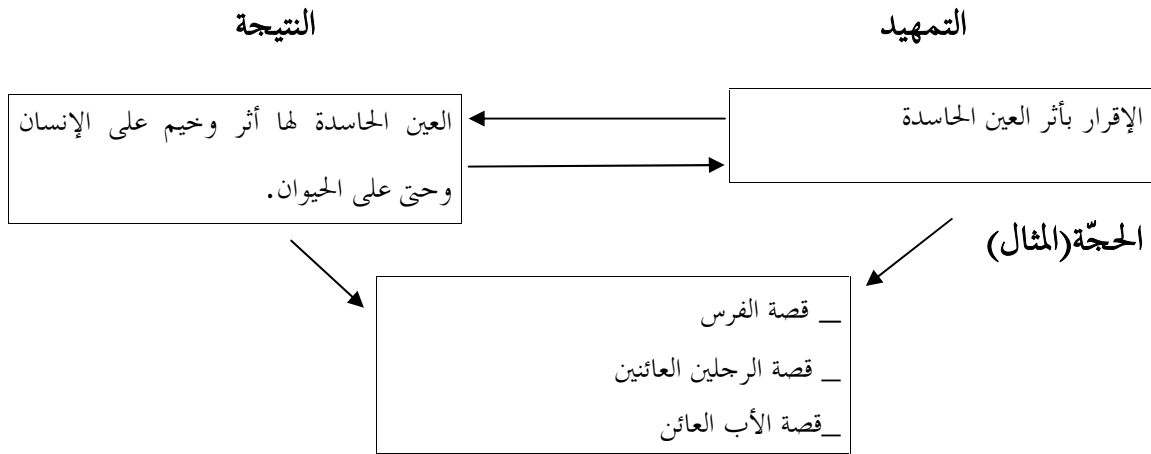 التمهيد
النتيجة
الإقرار بأثر العين الحاسدة
العين الحاسدة لها أثر وخيم على الإنسان
وحتى على الحيوان.
الحجّة(المثال)
_ قصة الفرس
_ قصة الرجلين العائنين
_قصة الأب العائن